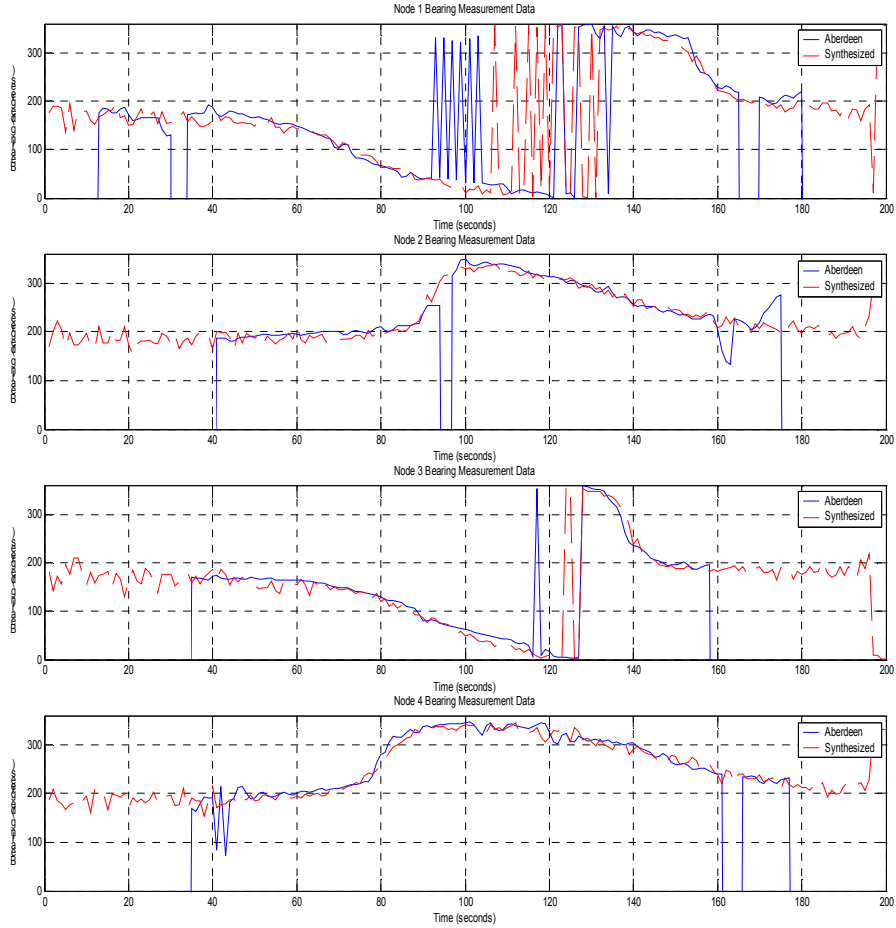 Node 1 Bearing Measurement Data
300
200
100
0
Aberdeen
Synthesized
0 20 40 60 80 100 120 140 160 180 200
Time (seconds)
Node 2 Bearing Measurement Data
300
200
100
0
Aberdeen
Synthesized
0 20 40 60 80 100 120 140 160 180 200
Time (seconds)
Node 3 Bearing Measurement Data
300
200
100
0
Aberdeen
Synthesized
0 20 40 60 80 100 120 140 160 180 200
Time (seconds)
Node 4 Bearing Measurement Data
300
200
100
0
Aberdeen
Synthesized
0 20 40 60 80 100 120 140 160 180 200
Time (seconds)